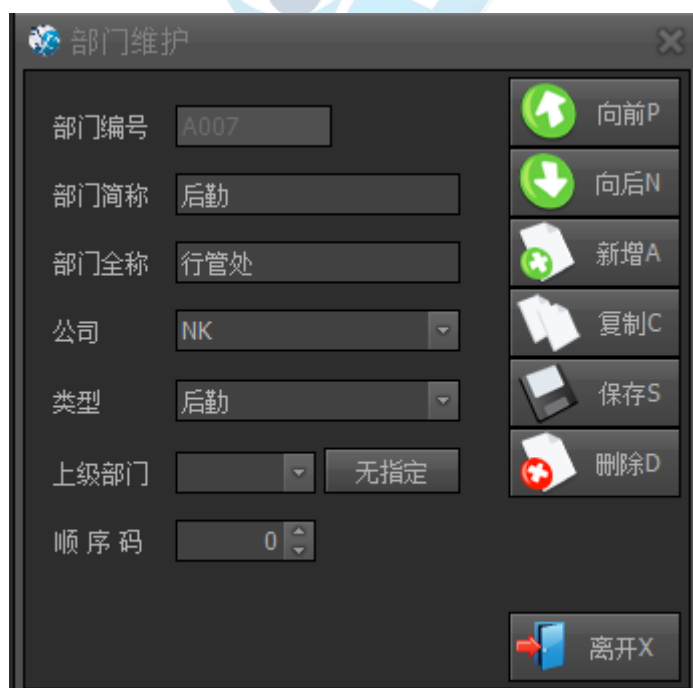 部门维护
部门编号 A007
部门简称 后勤
部门全称 行管处
公司 NK
类型 后勤
上级部门 无指定
顺序码 0
向前P
向后N
新增A
复制C
保存S
删除D
离开X